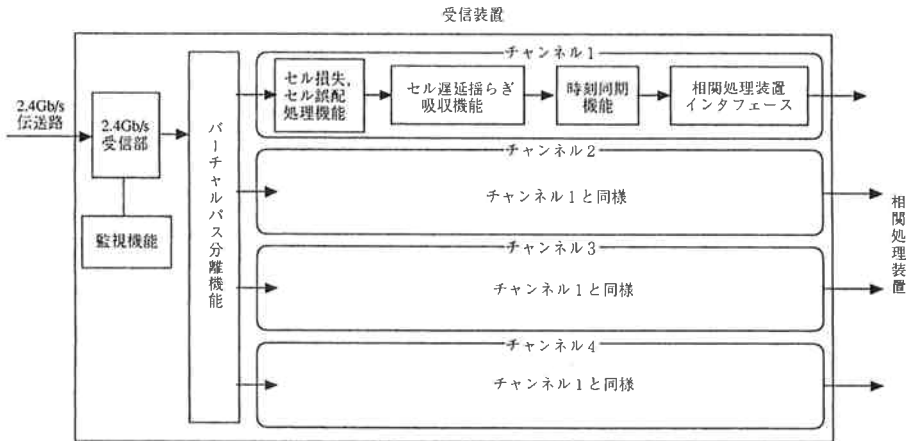 受信装置
2.4Gb/s
伝送路
2.4Gb/s
受信部
監視機能
バーチャルパス分離機能
チャンネル1
セル損失,
セル誤配
処理機能
セル遅延揺らぎ
吸収機能
時刻同期
機能
相関処理装置
インタフェース
チャンネル2
チャンネル1と同様
チャンネル3
チャンネル1と同様
チャンネル4
チャンネル1と同様
相関処理装置